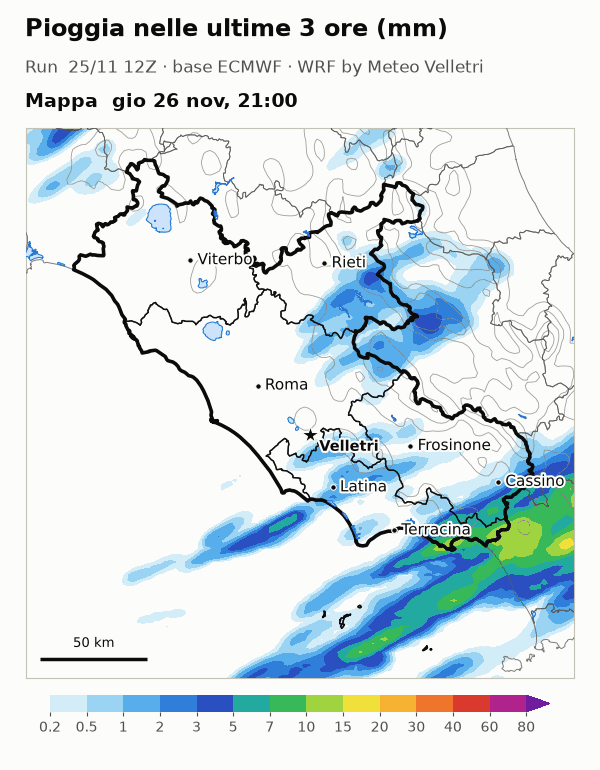 Pioggia nelle ultime 3 ore (mm)
Run  25/11 12Z · base ECMWF · WRF by Meteo Velletri
Mappa  gio 26 nov, 21:00
Viterbo
Rieti
Roma
Velletri
Frosinone
Latina
Cassino
Terracina
50 km
0.2 0.5 1 2 3 5 7 10 15 20 30 40 60 80